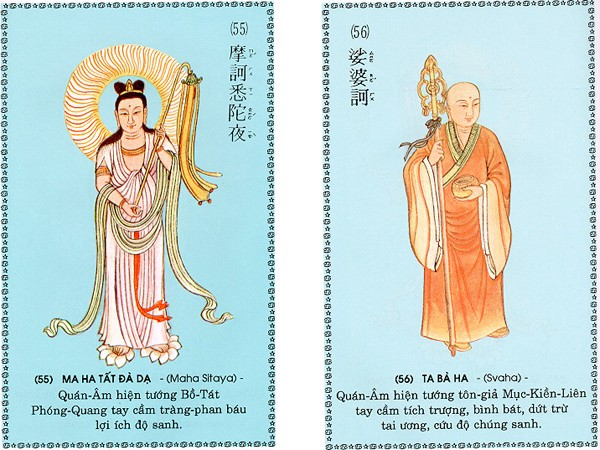 (55)
摩訶悉陀夜
(55) MA HA TẤT ĐÀ DẠ - (Maha Sitaya) -
Quán-Âm hiện tướng Bồ-Tát
Phóng-Quang tay cầm tràng-phan báu
lợi ích độ sanh.
(56)
娑婆訶
(56) TA BÀ HA - (Svaha) -
Quán-Âm hiện tướng tôn-giả Mục-Kiền-Liên
tay cầm tích trượng, bình bát, dứt trừ
tai ương, cứu độ chúng sanh.